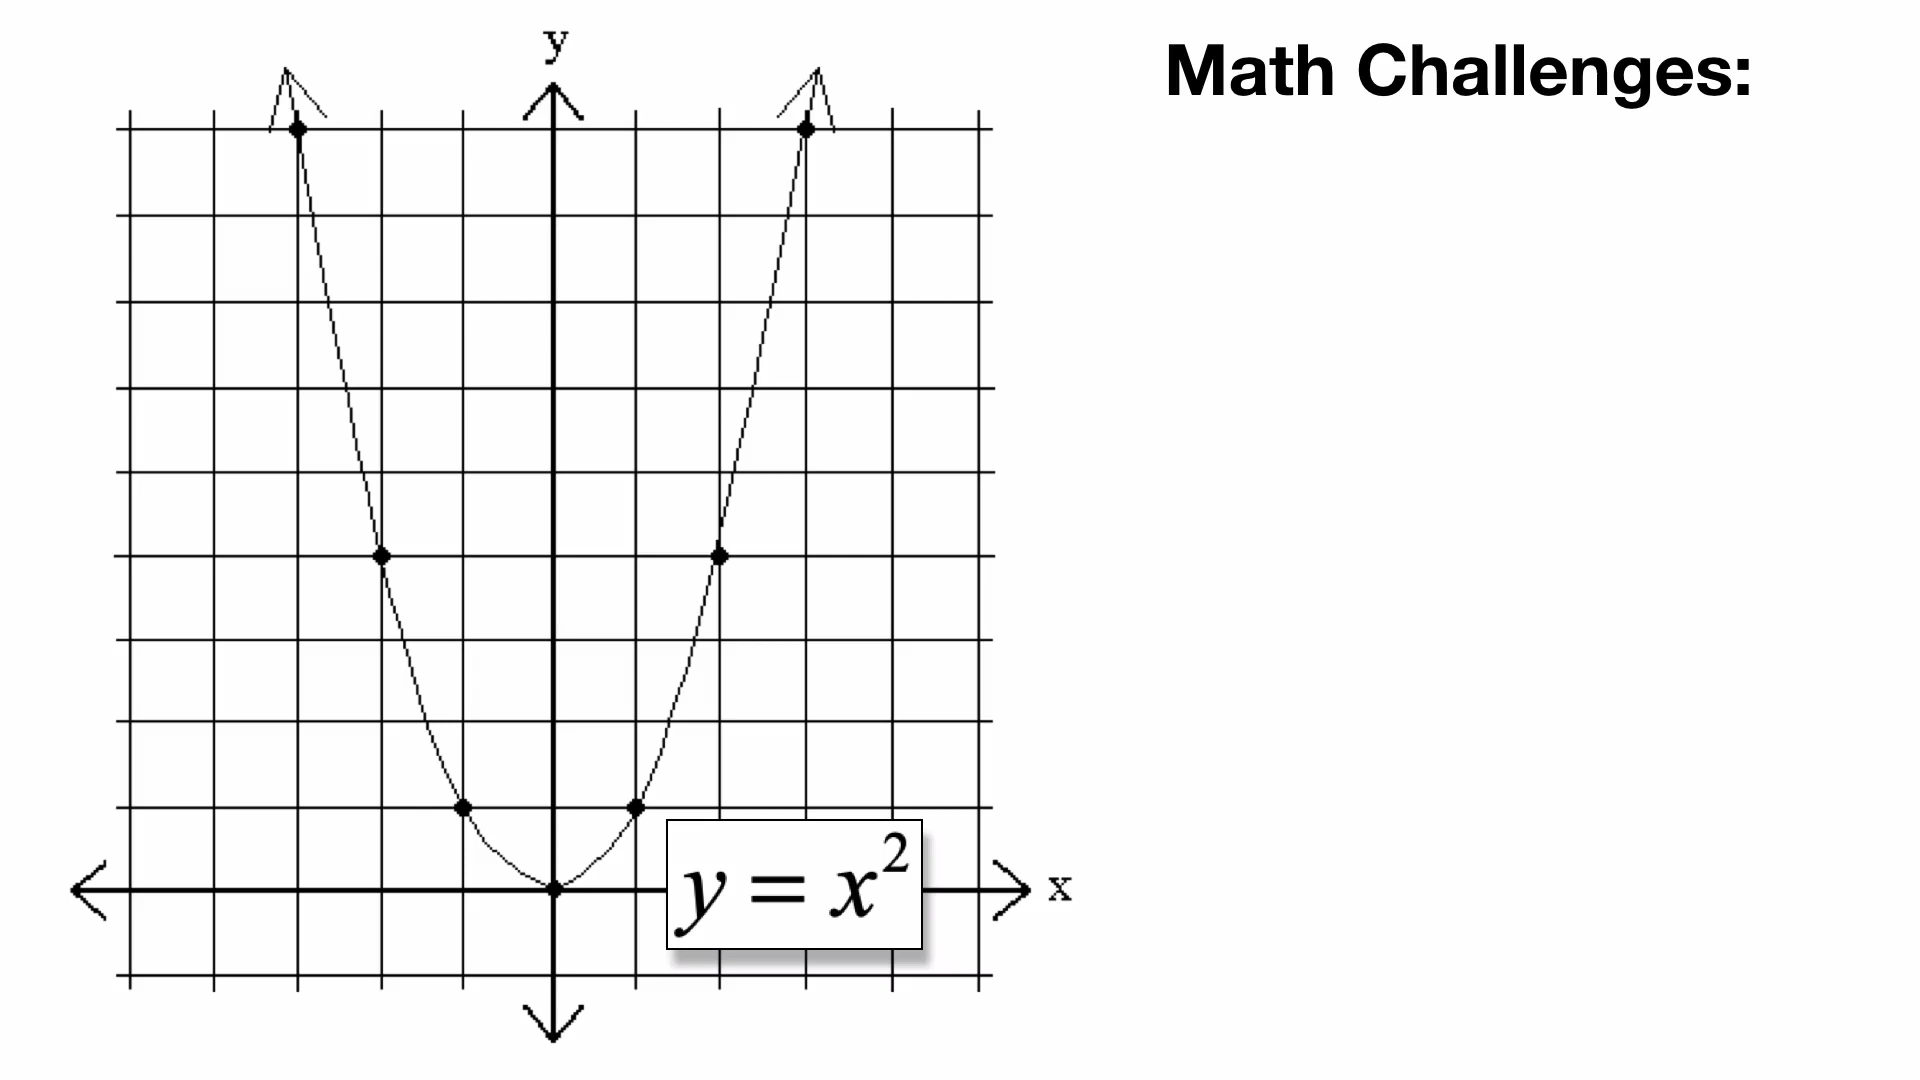 y
Math Challenges:
y = x²
x